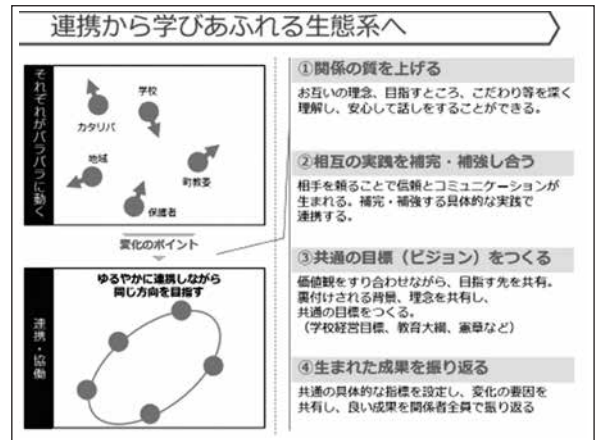 連携から学びあふれる生態系へ
それぞれがバラバラに動く
学校
カタリバ
地域
町教委
保護者
変化のポイント
連携・協働
ゆるやかに連携しながら
同じ方向を目指す
①関係の質を上げる
お互いの理念、目指すところ、こだわり等を深く
理解し、安心して話しをすることができる。
②相互の実践を補完・補強し合う
相手を頼ることで信頼とコミュニケーションが
生まれる。補完・補強する具体的な実践で
連携する。
③共通の目標（ビジョン）をつくる
価値観をすり合わせながら、目指す先を共有。
裏付けされる背景、理念を共有し、
共通の目標をつくる。
（学校経営目標、教育大綱、憲章など）
④生まれた成果を振り返る
共通の具体的な指標を設定し、変化の要因を
共有し、良い成果を関係者全員で振り返る